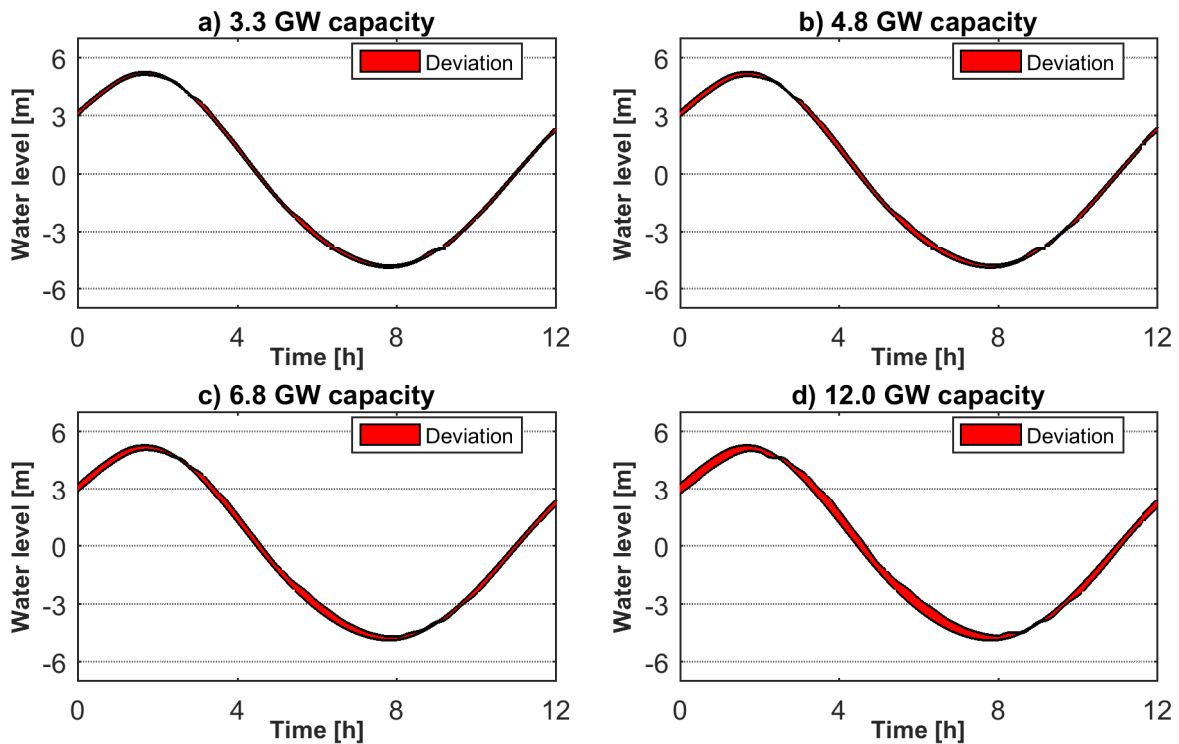 a) 3.3 GW capacity
Deviation
Water level [m]
6
3
0
-3
-6
0
4
8
12
Time [h]
b) 4.8 GW capacity
Deviation
Water level [m]
6
3
0
-3
-6
0
4
8
12
Time [h]
c) 6.8 GW capacity
Deviation
Water level [m]
6
3
0
-3
-6
0
4
8
12
Time [h]
d) 12.0 GW capacity
Deviation
Water level [m]
6
3
0
-3
-6
0
4
8
12
Time [h]